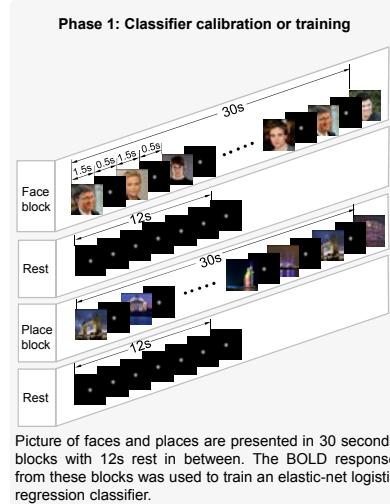 Phase 1: Classifier calibration or training
30s
1.5s 0.5s 1.5s 0.5s
Face
block
12s
Rest
30s
Place
block
12s
Rest
Picture of faces and places are presented in 30 second
blocks with 12s rest in between. The BOLD response
from these blocks was used to train an elastic-net logisti
regression classifier.